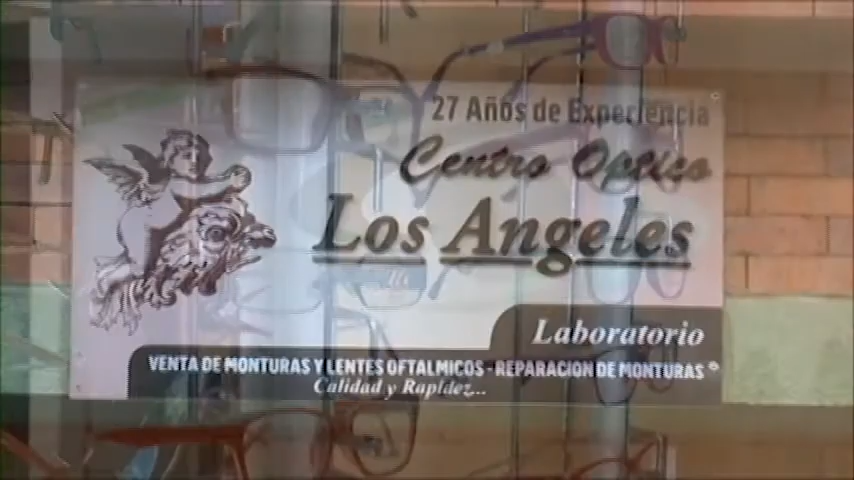 27 Años de Experiencia
Centro Optico
Los Angeles
Laboratorio
VENTA DE MONTURAS Y LENTES OFTALMICOS - REPARACION DE MONTURAS
Calidad y Rapidez...